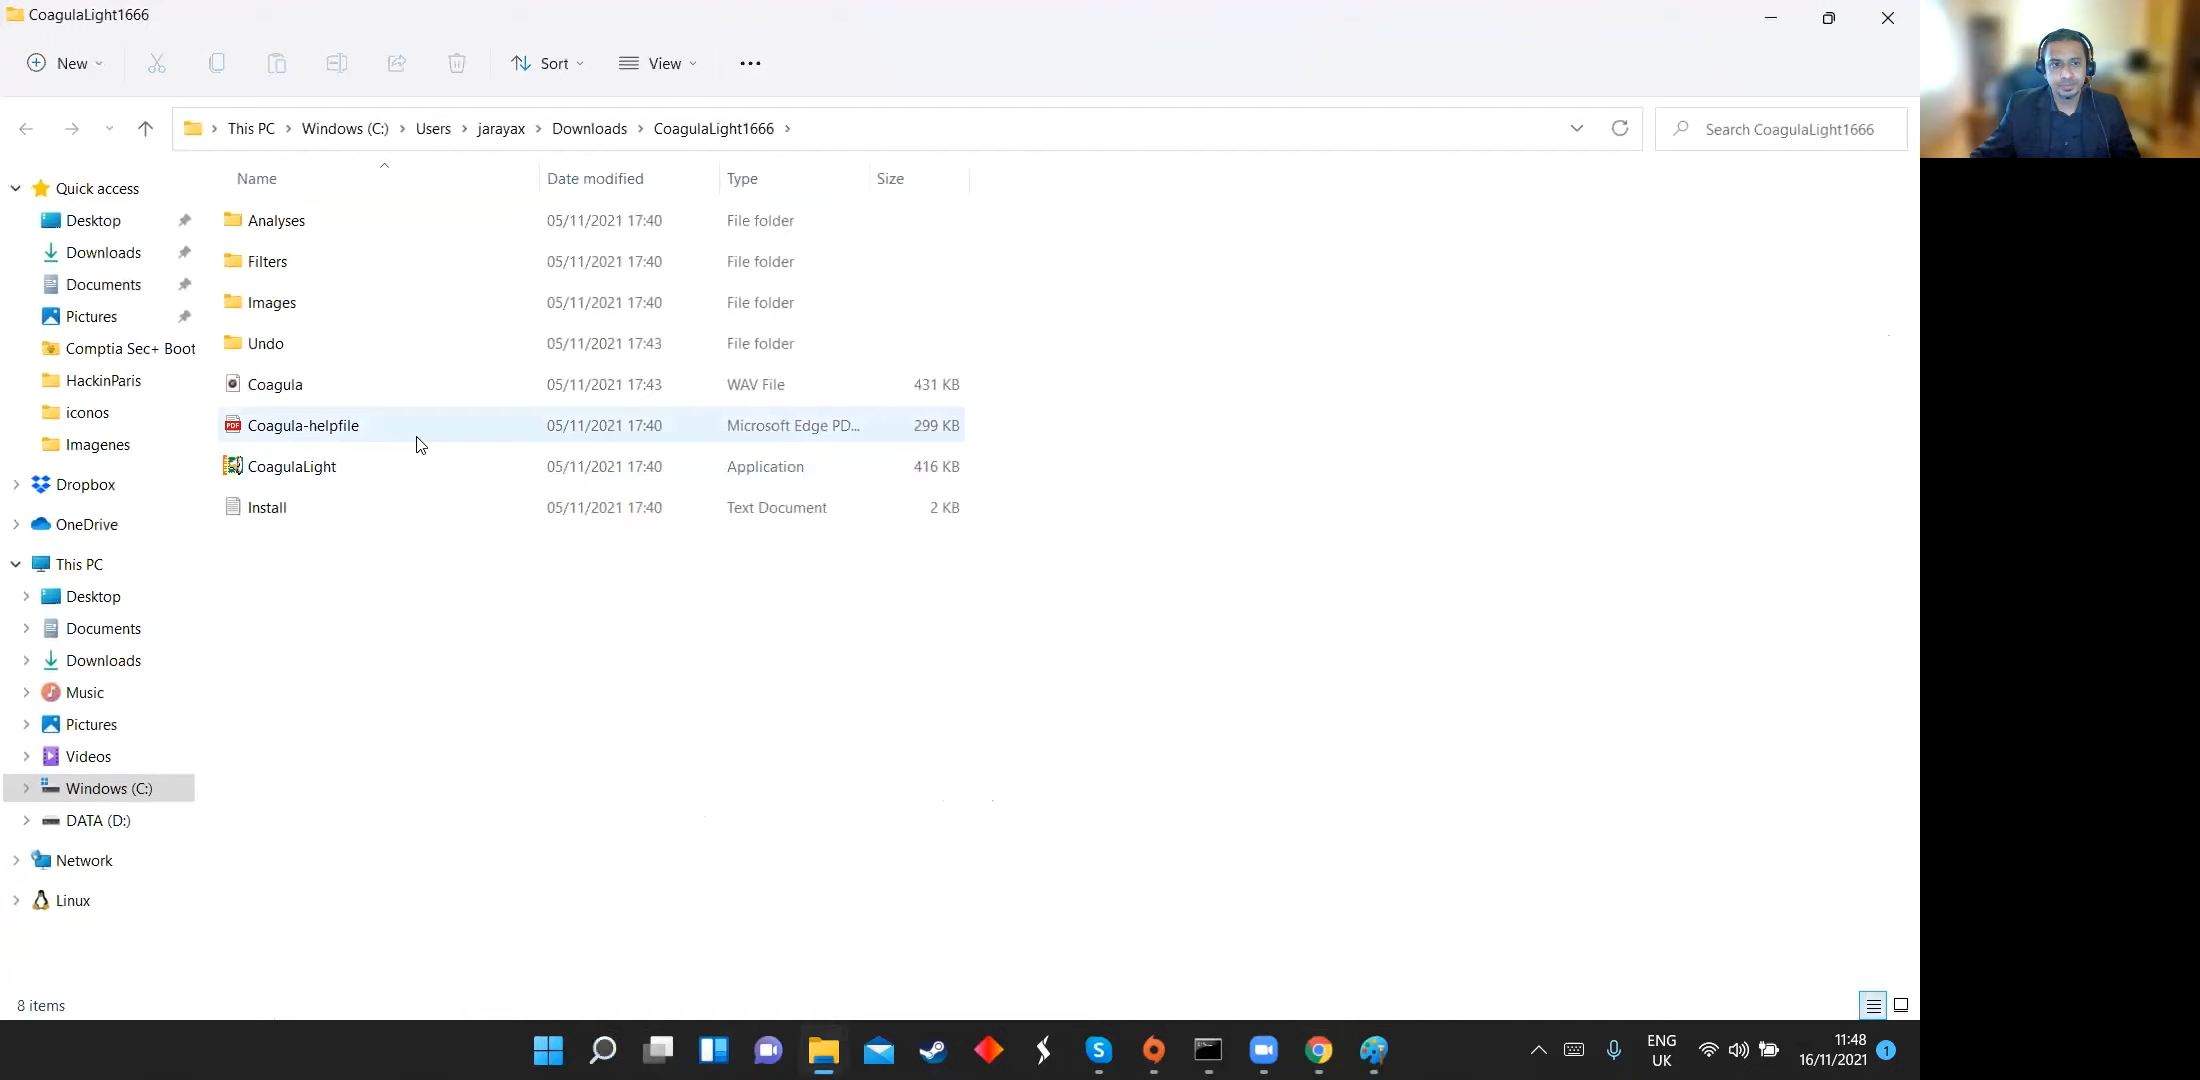 CoagulaLight1666
New
Sort
View
This PC
Windows (C:)
Users
jarayax
Downloads
CoagulaLight1666
Search CoagulaLight1666
Name
Date modified
Type
Size
Quick access
Desktop
Downloads
Documents
Pictures
Comptia Sec+ Boot
HackinParis
iconos
Imagenes
Dropbox
OneDrive
This PC
Desktop
Documents
Downloads
Music
Pictures
Videos
Windows (C:)
DATA (D:)
Network
Linux
Analyses 05/11/2021 17:40 File folder
Filters 05/11/2021 17:40 File folder
Images 05/11/2021 17:40 File folder
Undo 05/11/2021 17:43 File folder
Coagula 05/11/2021 17:43 WAV File 431 KB
Coagula-helpfile 05/11/2021 17:40 Microsoft Edge PD... 299 KB
CoagulaLight 05/11/2021 17:40 Application 416 KB
Install 05/11/2021 17:40 Text Document 2 KB
8 items
ENG
UK
11:48
16/11/2021
1